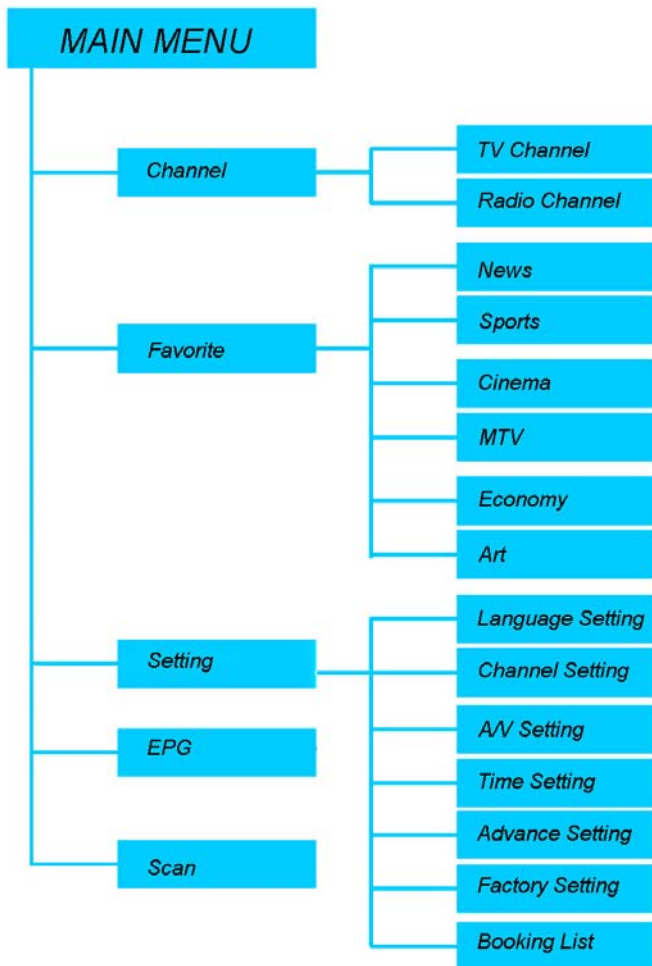 MAIN MENU
Channel
TV Channel
Radio Channel
Favorite
News
Sports
Cinema
MTV
Economy
Art
Setting
Language Setting
Channel Setting
A/V Setting
Time Setting
Advance Setting
Factory Setting
Booking List
EPG
Scan